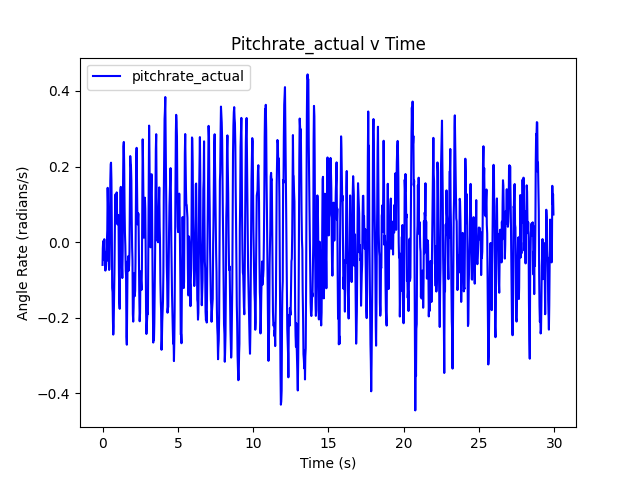 Pitchrate_actual v Time
pitchrate_actual
Angle Rate (radians/s)
0.4
0.2
0.0
−0.2
−0.4
0 5 10 15 20 25 30
Time (s)